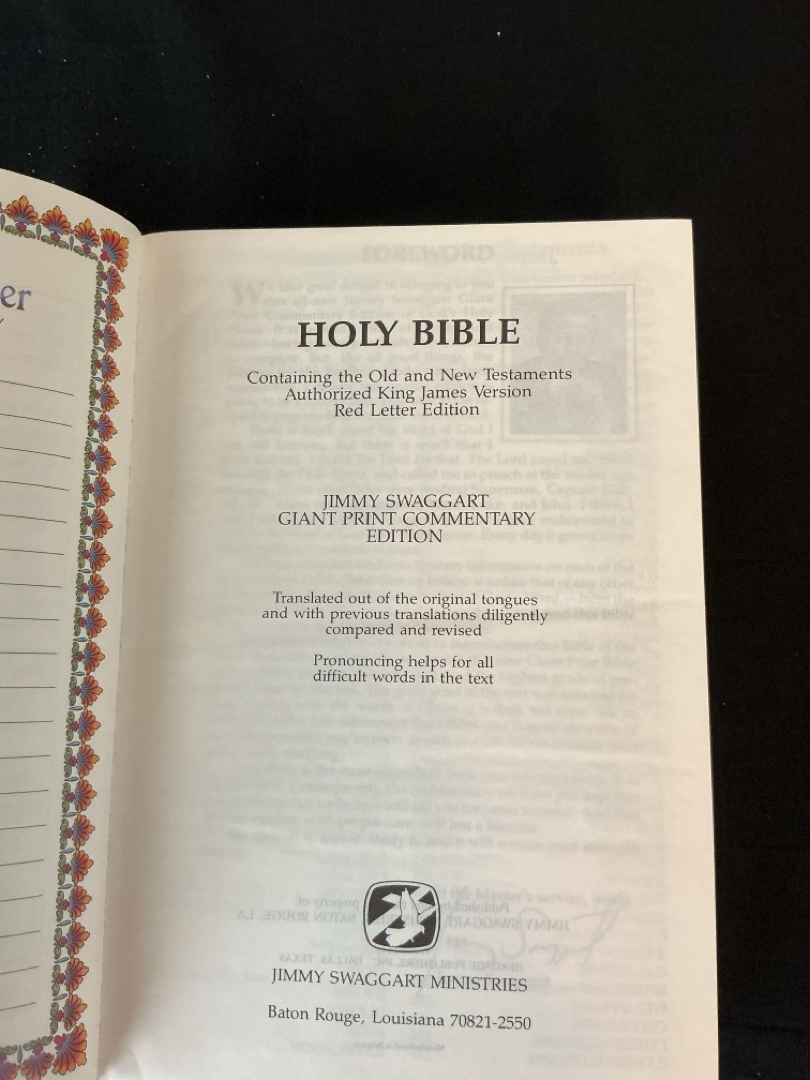 er
HOLY BIBLE
Containing the Old and New Testaments
Authorized King James Version
Red Letter Edition
JIMMY SWAGGART
GIANT PRINT COMMENTARY
EDITION
Translated out of the original tongues
and with previous translations diligently
compared and revised
Pronouncing helps for all
difficult words in the text
JIMMY SWAGGART MINISTRIES
Baton Rouge, Louisiana 70821-2550